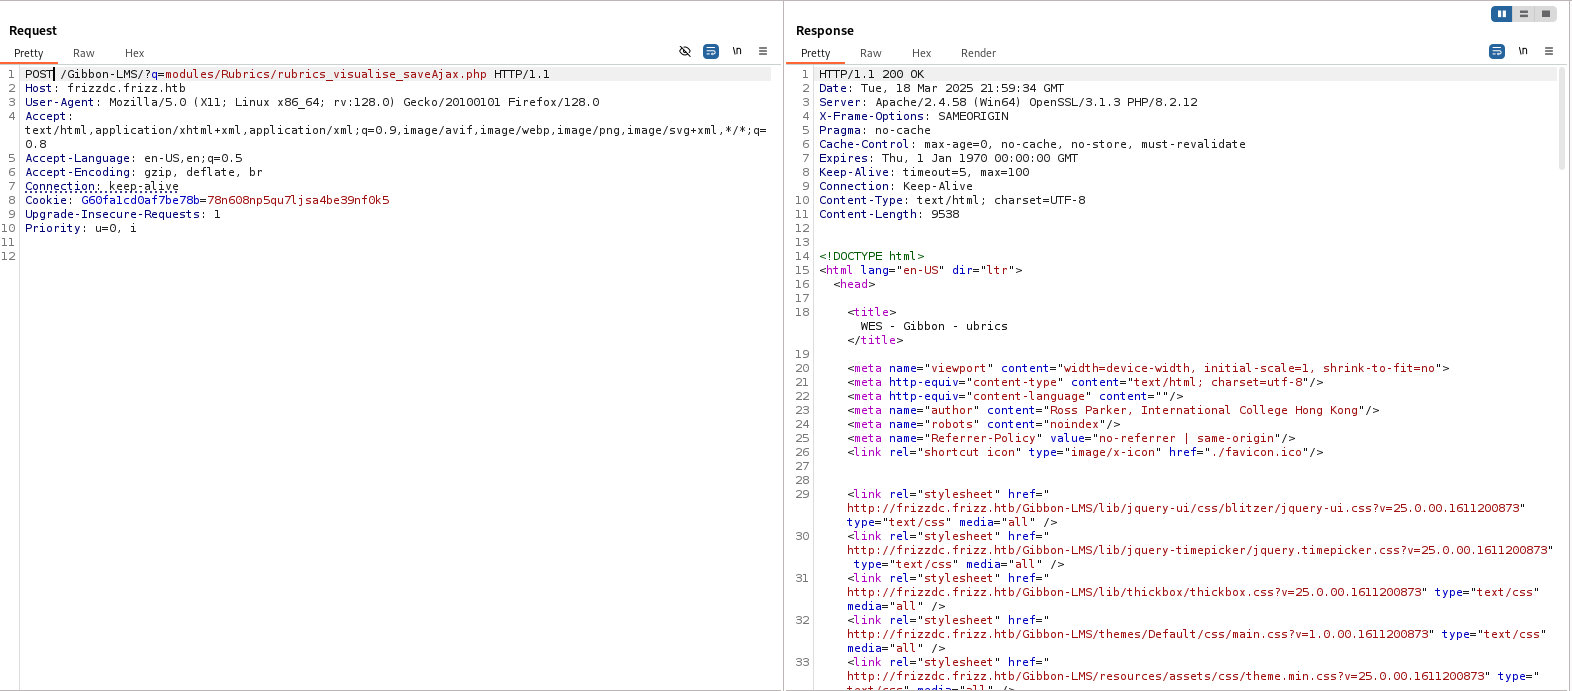 Request
Pretty Raw Hex
\n
1 POST /Gibbon-LMS/?q=modules/Rubrics/rubrics_visualise_saveAjax.php HTTP/1.1
2 Host: frizzdc.frizz.htb
3 User-Agent: Mozilla/5.0 (X11; Linux x86_64; rv:128.0) Gecko/20100101 Firefox/128.0
4 Accept:
text/html,application/xhtml+xml,application/xml;q=0.9,image/avif,image/webp,image/png,image/svg+xml,*/*;q=
0.8
5 Accept-Language: en-US,en;q=0.5
6 Accept-Encoding: gzip, deflate, br
7 Connection: keep-alive
8 Cookie: G60fa1cd0af7be78b=78n608np5qu7ljsa4be39nf0k5
9 Upgrade-Insecure-Requests: 1
10 Priority: u=0, i
11
12
Response
Pretty Raw Hex Render
\n
1 HTTP/1.1 200 OK
2 Date: Tue, 18 Mar 2025 21:59:34 GMT
3 Server: Apache/2.4.58 (Win64) OpenSSL/3.1.3 PHP/8.2.12
4 X-Frame-Options: SAMEORIGIN
5 Pragma: no-cache
6 Cache-Control: max-age=0, no-cache, no-store, must-revalidate
7 Expires: Thu, 1 Jan 1970 00:00:00 GMT
8 Keep-Alive: timeout=5, max=100
9 Connection: Keep-Alive
10 Content-Type: text/html; charset=UTF-8
11 Content-Length: 9538
12
13
14 <!DOCTYPE html>
15 <html lang="en-US" dir="ltr">
16 <head>
17
18 <title>
WES - Gibbon - ubrics
</title>
19
20 <meta name="viewport" content="width=device-width, initial-scale=1, shrink-to-fit=no">
21 <meta http-equiv="content-type" content="text/html; charset=utf-8"/>
22 <meta http-equiv="content-language" content=""/>
23 <meta name="author" content="Ross Parker, International College Hong Kong"/>
24 <meta name="robots" content="noindex"/>
25 <meta name="Referrer-Policy" value="no-referrer | same-origin"/>
26 <link rel="shortcut icon" type="image/x-icon" href="./favicon.ico"/>
27
28
29 <link rel="stylesheet" href="
http://frizzdc.frizz.htb/Gibbon-LMS/lib/jquery-ui/css/blitzer/jquery-ui.css?v=25.0.00.1611200873"
type="text/css" media="all" />
30 <link rel="stylesheet" href="
http://frizzdc.frizz.htb/Gibbon-LMS/lib/jquery-timepicker/jquery.timepicker.css?v=25.0.00.1611200873"
type="text/css" media="all" />
31 <link rel="stylesheet" href="
http://frizzdc.frizz.htb/Gibbon-LMS/lib/thickbox/thickbox.css?v=25.0.00.1611200873" type="text/css"
media="all" />
32 <link rel="stylesheet" href="
http://frizzdc.frizz.htb/Gibbon-LMS/themes/Default/css/main.css?v=1.0.00.1611200873" type="text/css"
media="all" />
33 <link rel="stylesheet" href="
http://frizzdc.frizz.htb/Gibbon-LMS/resources/assets/css/theme.min.css?v=25.0.00.1611200873" type="
text/css" media="all" />